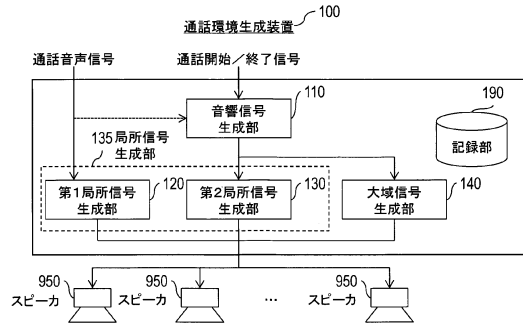 通話環境生成装置 100
通話音声信号
通話開始／終了信号
音響信号
生成部
110
190
記録部
135 局所信号
生成部
第1局所信号
生成部
120
第2局所信号
生成部
130
大域信号
生成部
140
950
スピーカ
950
スピーカ
…
950
スピーカ